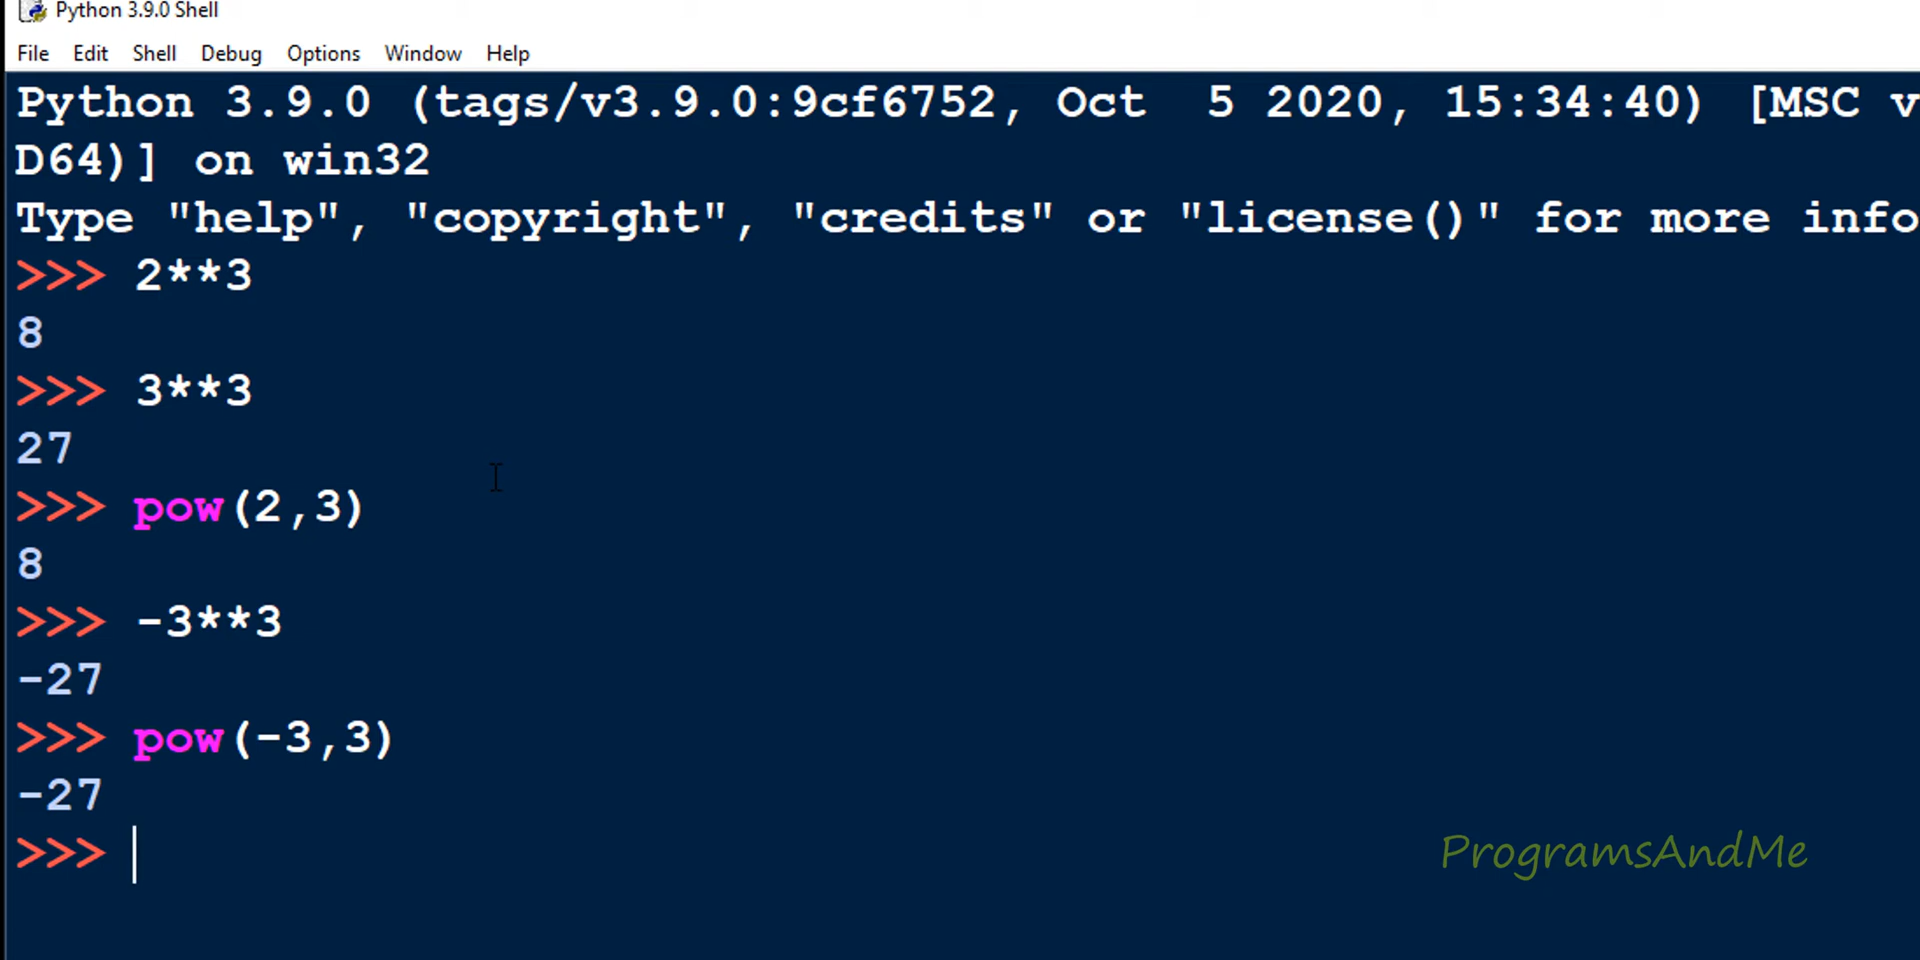 Python 3.9.0 Shell
File Edit Shell Debug Options Window Help
Python 3.9.0 (tags/v3.9.0:9cf6752, Oct  5 2020, 15:34:40) [MSC v
D64)] on win32
Type "help", "copyright", "credits" or "license()" for more info
>>> 2**3
8
>>> 3**3
27
>>> pow(2,3)
8
>>> -3**3
-27
>>> pow(-3,3)
-27
>>>
ProgramsAndMe